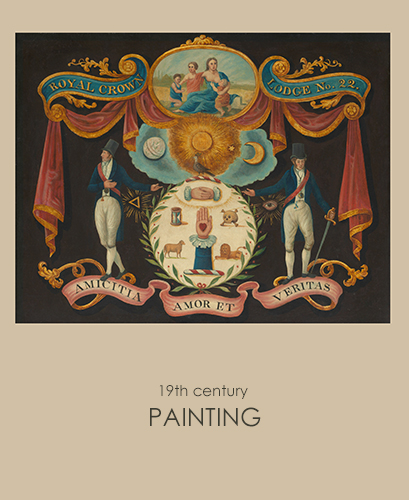 ROYAL CROWN
LODGE No. 22.
AMICITIA
AMOR ET
VERITAS
19th century
PAINTING